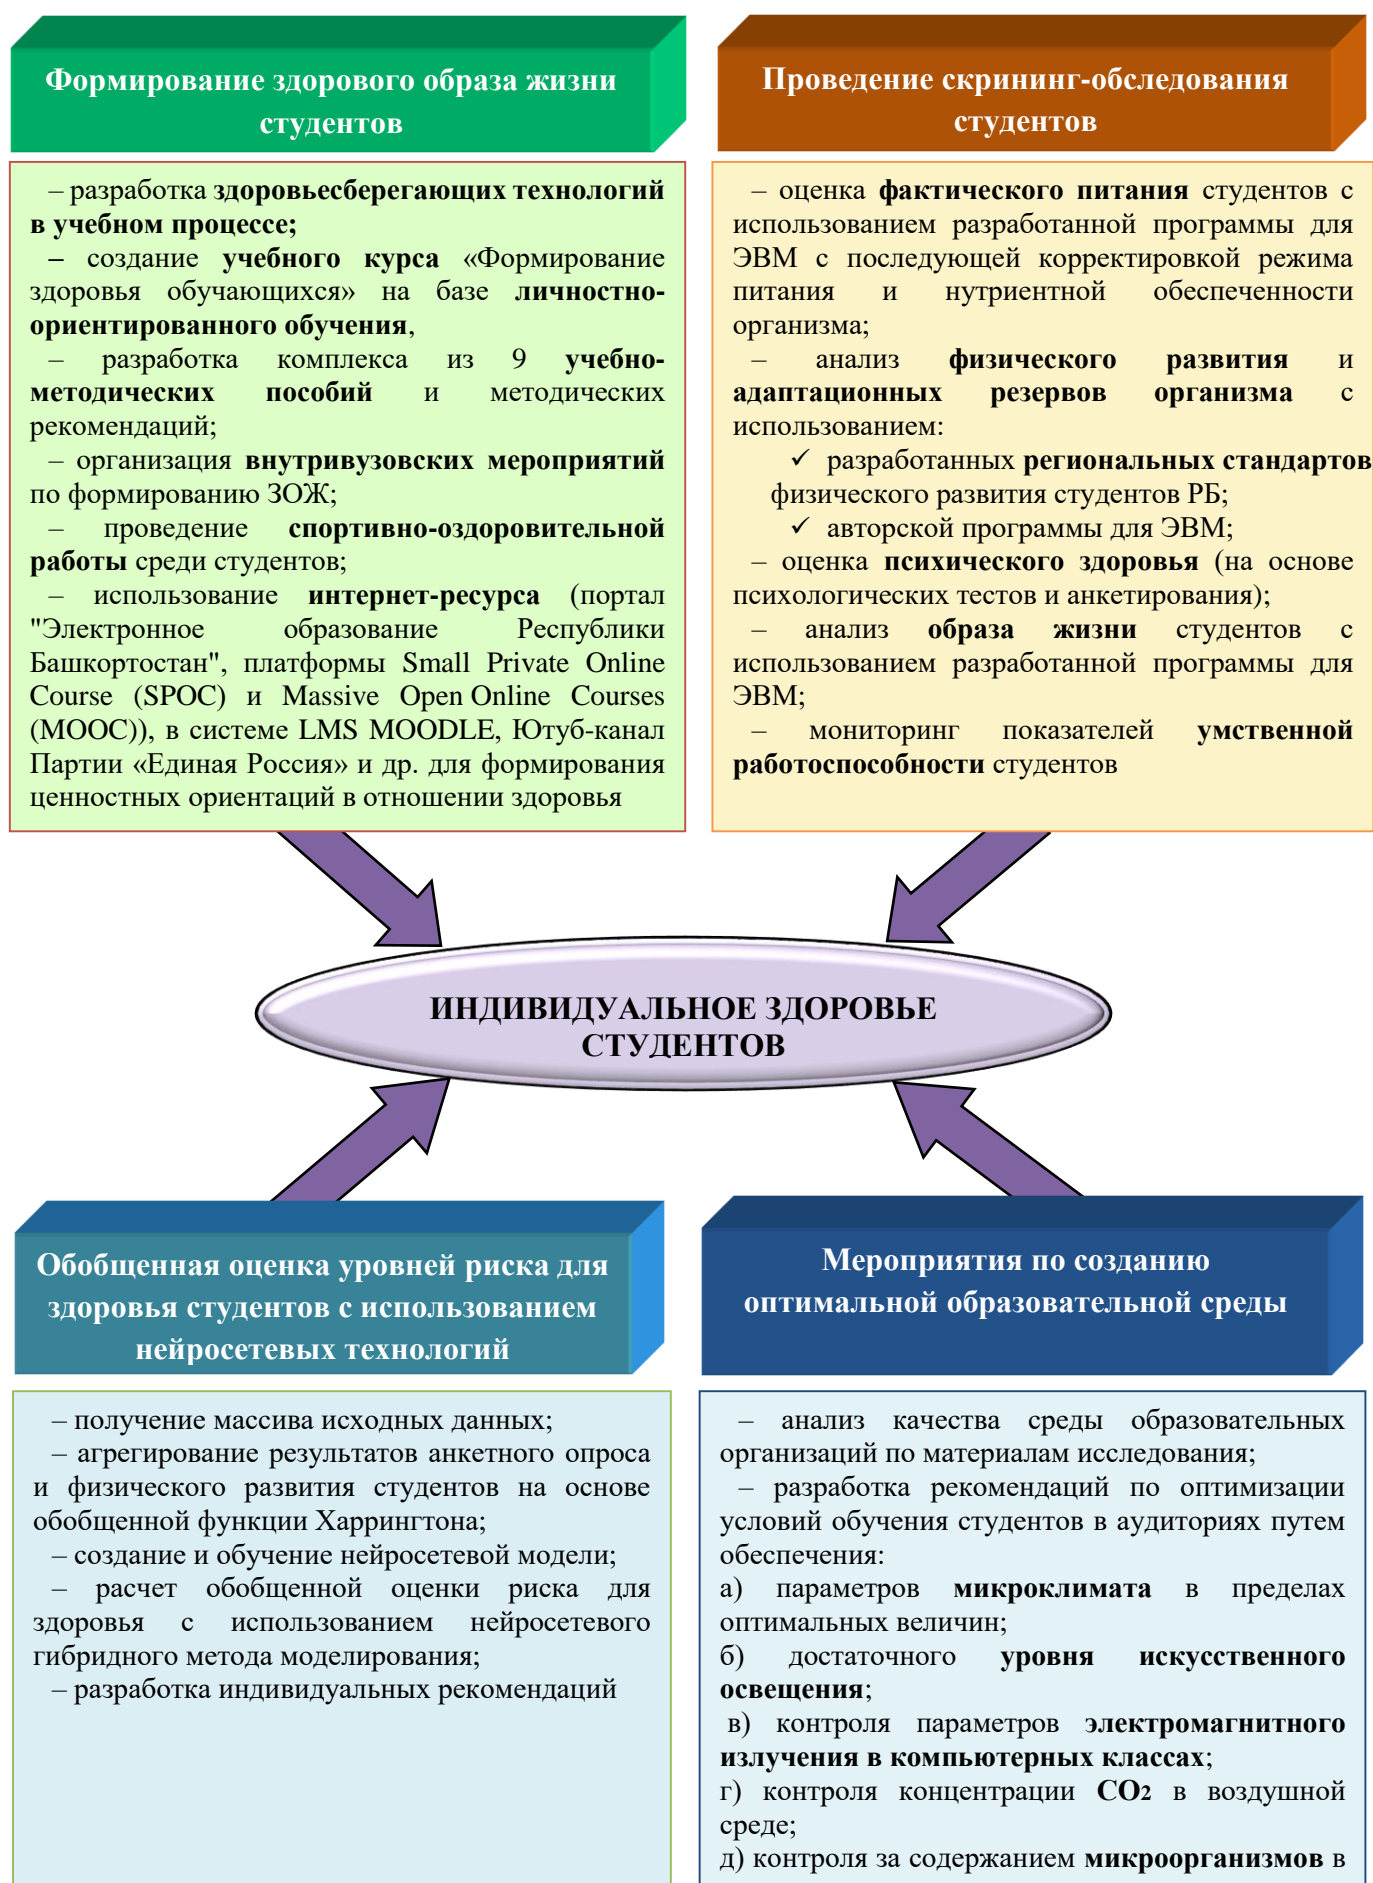 Формирование здорового образа жизни
студентов
– разработка здоровьесберегающих технологий
в учебном процессе;
– создание учебного курса «Формирование
здоровья обучающихся» на базе личностно-
ориентированного обучения,
– разработка комплекса из 9 учебно-
методических пособий и методических
рекомендаций;
– организация внутривузовских мероприятий
по формированию ЗОЖ;
– проведение спортивно-оздоровительной
работы среди студентов;
– использование интернет-ресурса (портал
"Электронное образование Республики
Башкортостан", платформы Small Private Online
Course (SPOC) и Massive Open Online Courses
(MOOC)), в системе LMS MOODLE, Ютуб-канал
Партии «Единая Россия» и др. для формирования
ценностных ориентаций в отношении здоровья
Проведение скрининг-обследования
студентов
– оценка фактического питания студентов с
использованием разработанной программы для
ЭВМ с последующей корректировкой режима
питания и нутриентной обеспеченности
организма;
– анализ физического развития и
адаптационных резервов организма с
использованием:
✓ разработанных региональных стандартов
физического развития студентов РБ;
✓ авторской программы для ЭВМ;
– оценка психического здоровья (на основе
психологических тестов и анкетирования);
– анализ образа жизни студентов с
использованием разработанной программы для
ЭВМ;
– мониторинг показателей умственной
работоспособности студентов
ИНДИВИДУАЛЬНОЕ ЗДОРОВЬЕ
СТУДЕНТОВ
Обобщенная оценка уровней риска для
здоровья студентов с использованием
нейросетевых технологий
– получение массива исходных данных;
– агрегирование результатов анкетного опроса
и физического развития студентов на основе
обобщенной функции Харрингтона;
– создание и обучение нейросетевой модели;
– расчет обобщенной оценки риска для
здоровья с использованием нейросетевого
гибридного метода моделирования;
– разработка индивидуальных рекомендаций
Мероприятия по созданию
оптимальной образовательной среды
– анализ качества среды образовательных
организаций по материалам исследования;
– разработка рекомендаций по оптимизации
условий обучения студентов в аудиториях путем
обеспечения:
а) параметров микроклимата в пределах
оптимальных величин;
б) достаточного уровня искусственного
освещения;
в) контроля параметров электромагнитного
излучения в компьютерных классах;
г) контроля концентрации СО2 в воздушной
среде;
д) контроля за содержанием микроорганизмов в